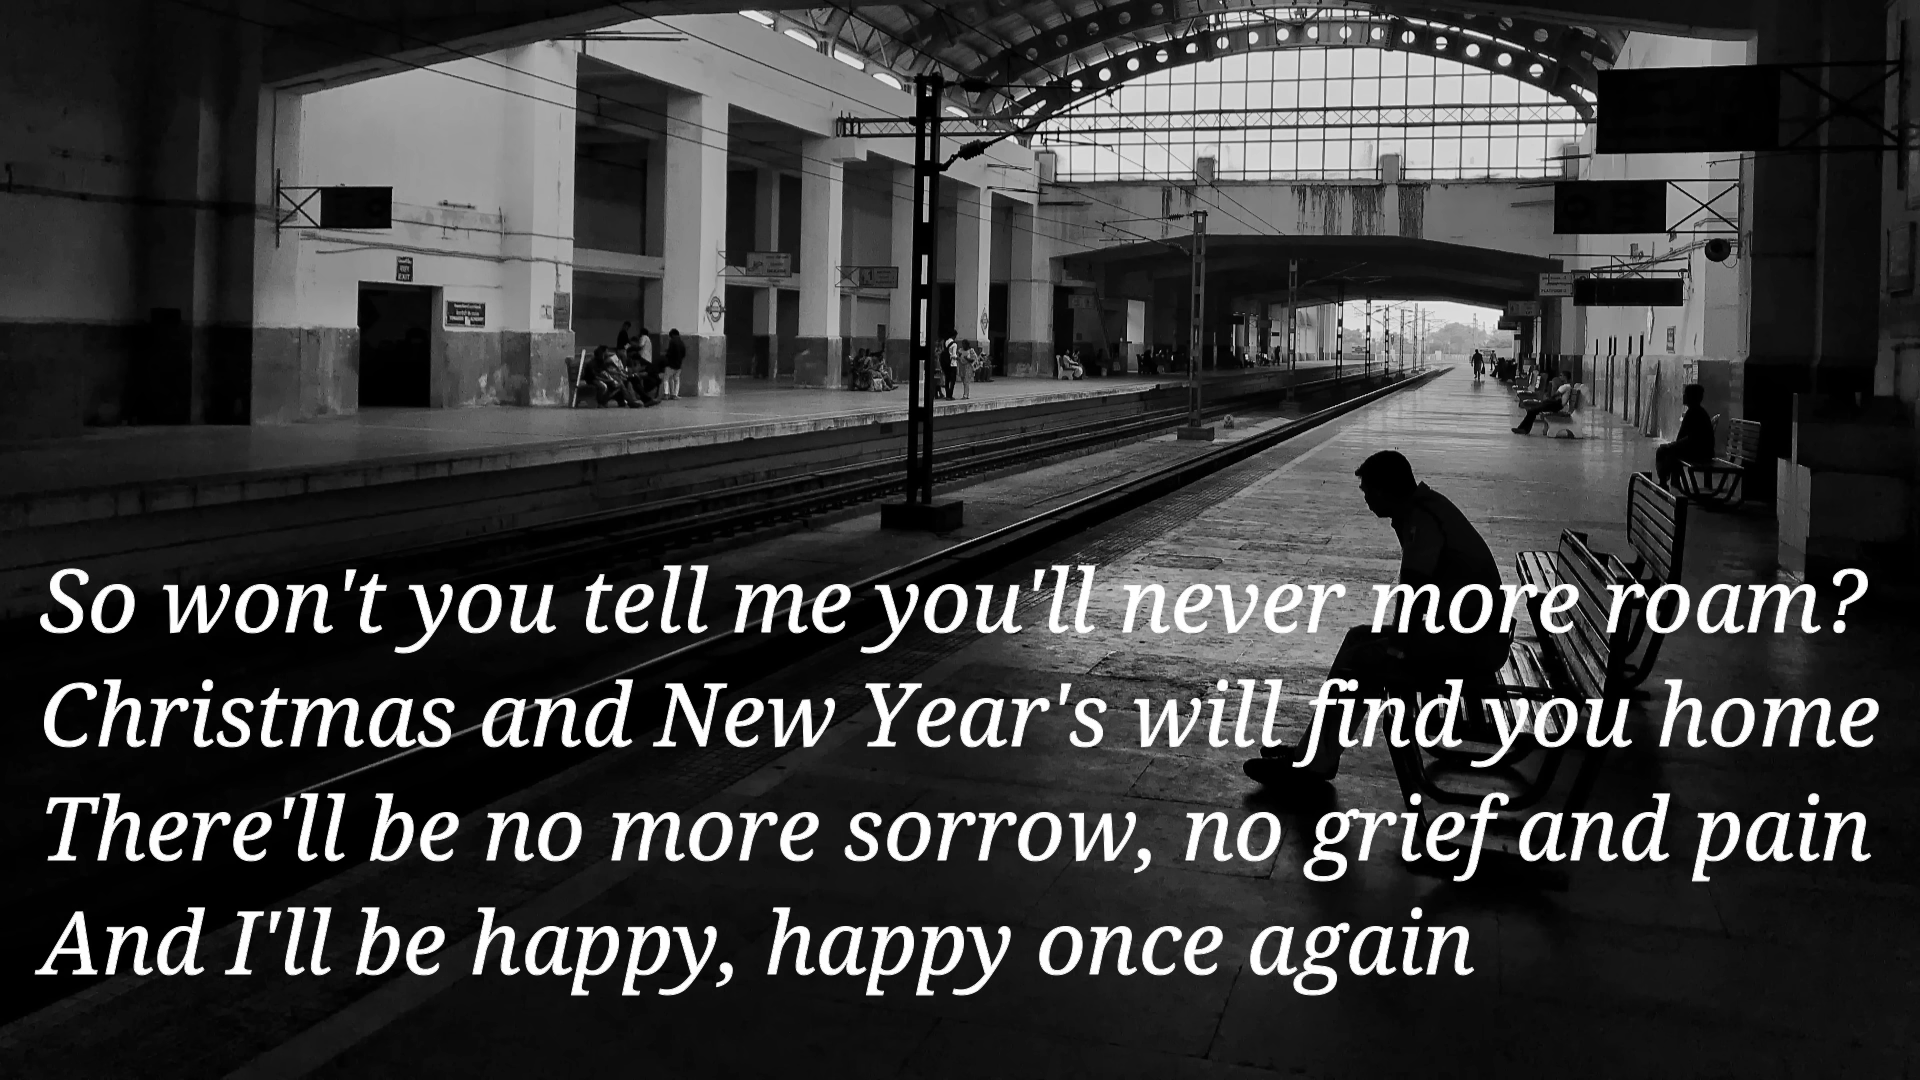 So won't you tell me you'll never more roam?
Christmas and New Year's will find you home
There'll be no more sorrow, no grief and pain
And I'll be happy, happy once again